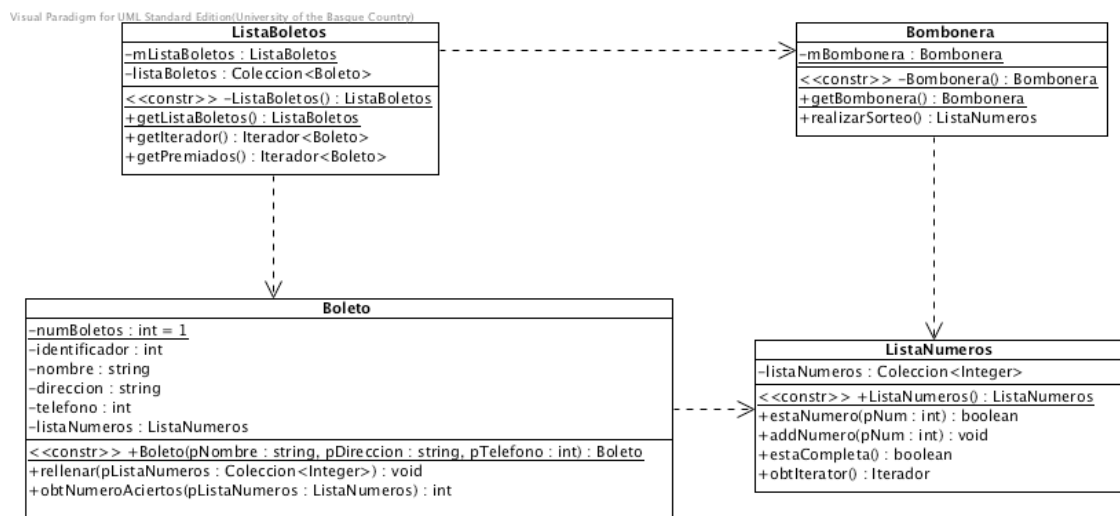 Visual Paradigm for UML Standard Edition(University of the Basque Country)
ListaBoletos
-mListaBoletos : ListaBoletos
-listaBoletos : Coleccion<Boleto>
<<constr>> -ListaBoletos() : ListaBoletos
+getListaBoletos() : ListaBoletos
+getIterador() : Iterador<Boleto>
+getPremiados() : Iterador<Boleto>
Bombonera
-mBombonera : Bombonera
<<constr>> -Bombonera() : Bombonera
+getBombonera() : Bombonera
+realizarSorteo() : ListaNumeros
Boleto
-numBoletos : int = 1
-identificador : int
-nombre : string
-direccion : string
-telefono : int
-listaNumeros : ListaNumeros
<<constr>> +Boleto(pNombre : string, pDireccion : string, pTelefono : int) : Boleto
+rellenar(pListaNumeros : Coleccion<Integer>) : void
+obtNumeroAciertos(pListaNumeros : ListaNumeros) : int
ListaNumeros
-listaNumeros : Coleccion<Integer>
<<constr>> +ListaNumeros() : ListaNumeros
+estaNumero(pNum : int) : boolean
+addNumero(pNum : int) : void
+estaCompleta() : boolean
+obtIterator() : Iterador